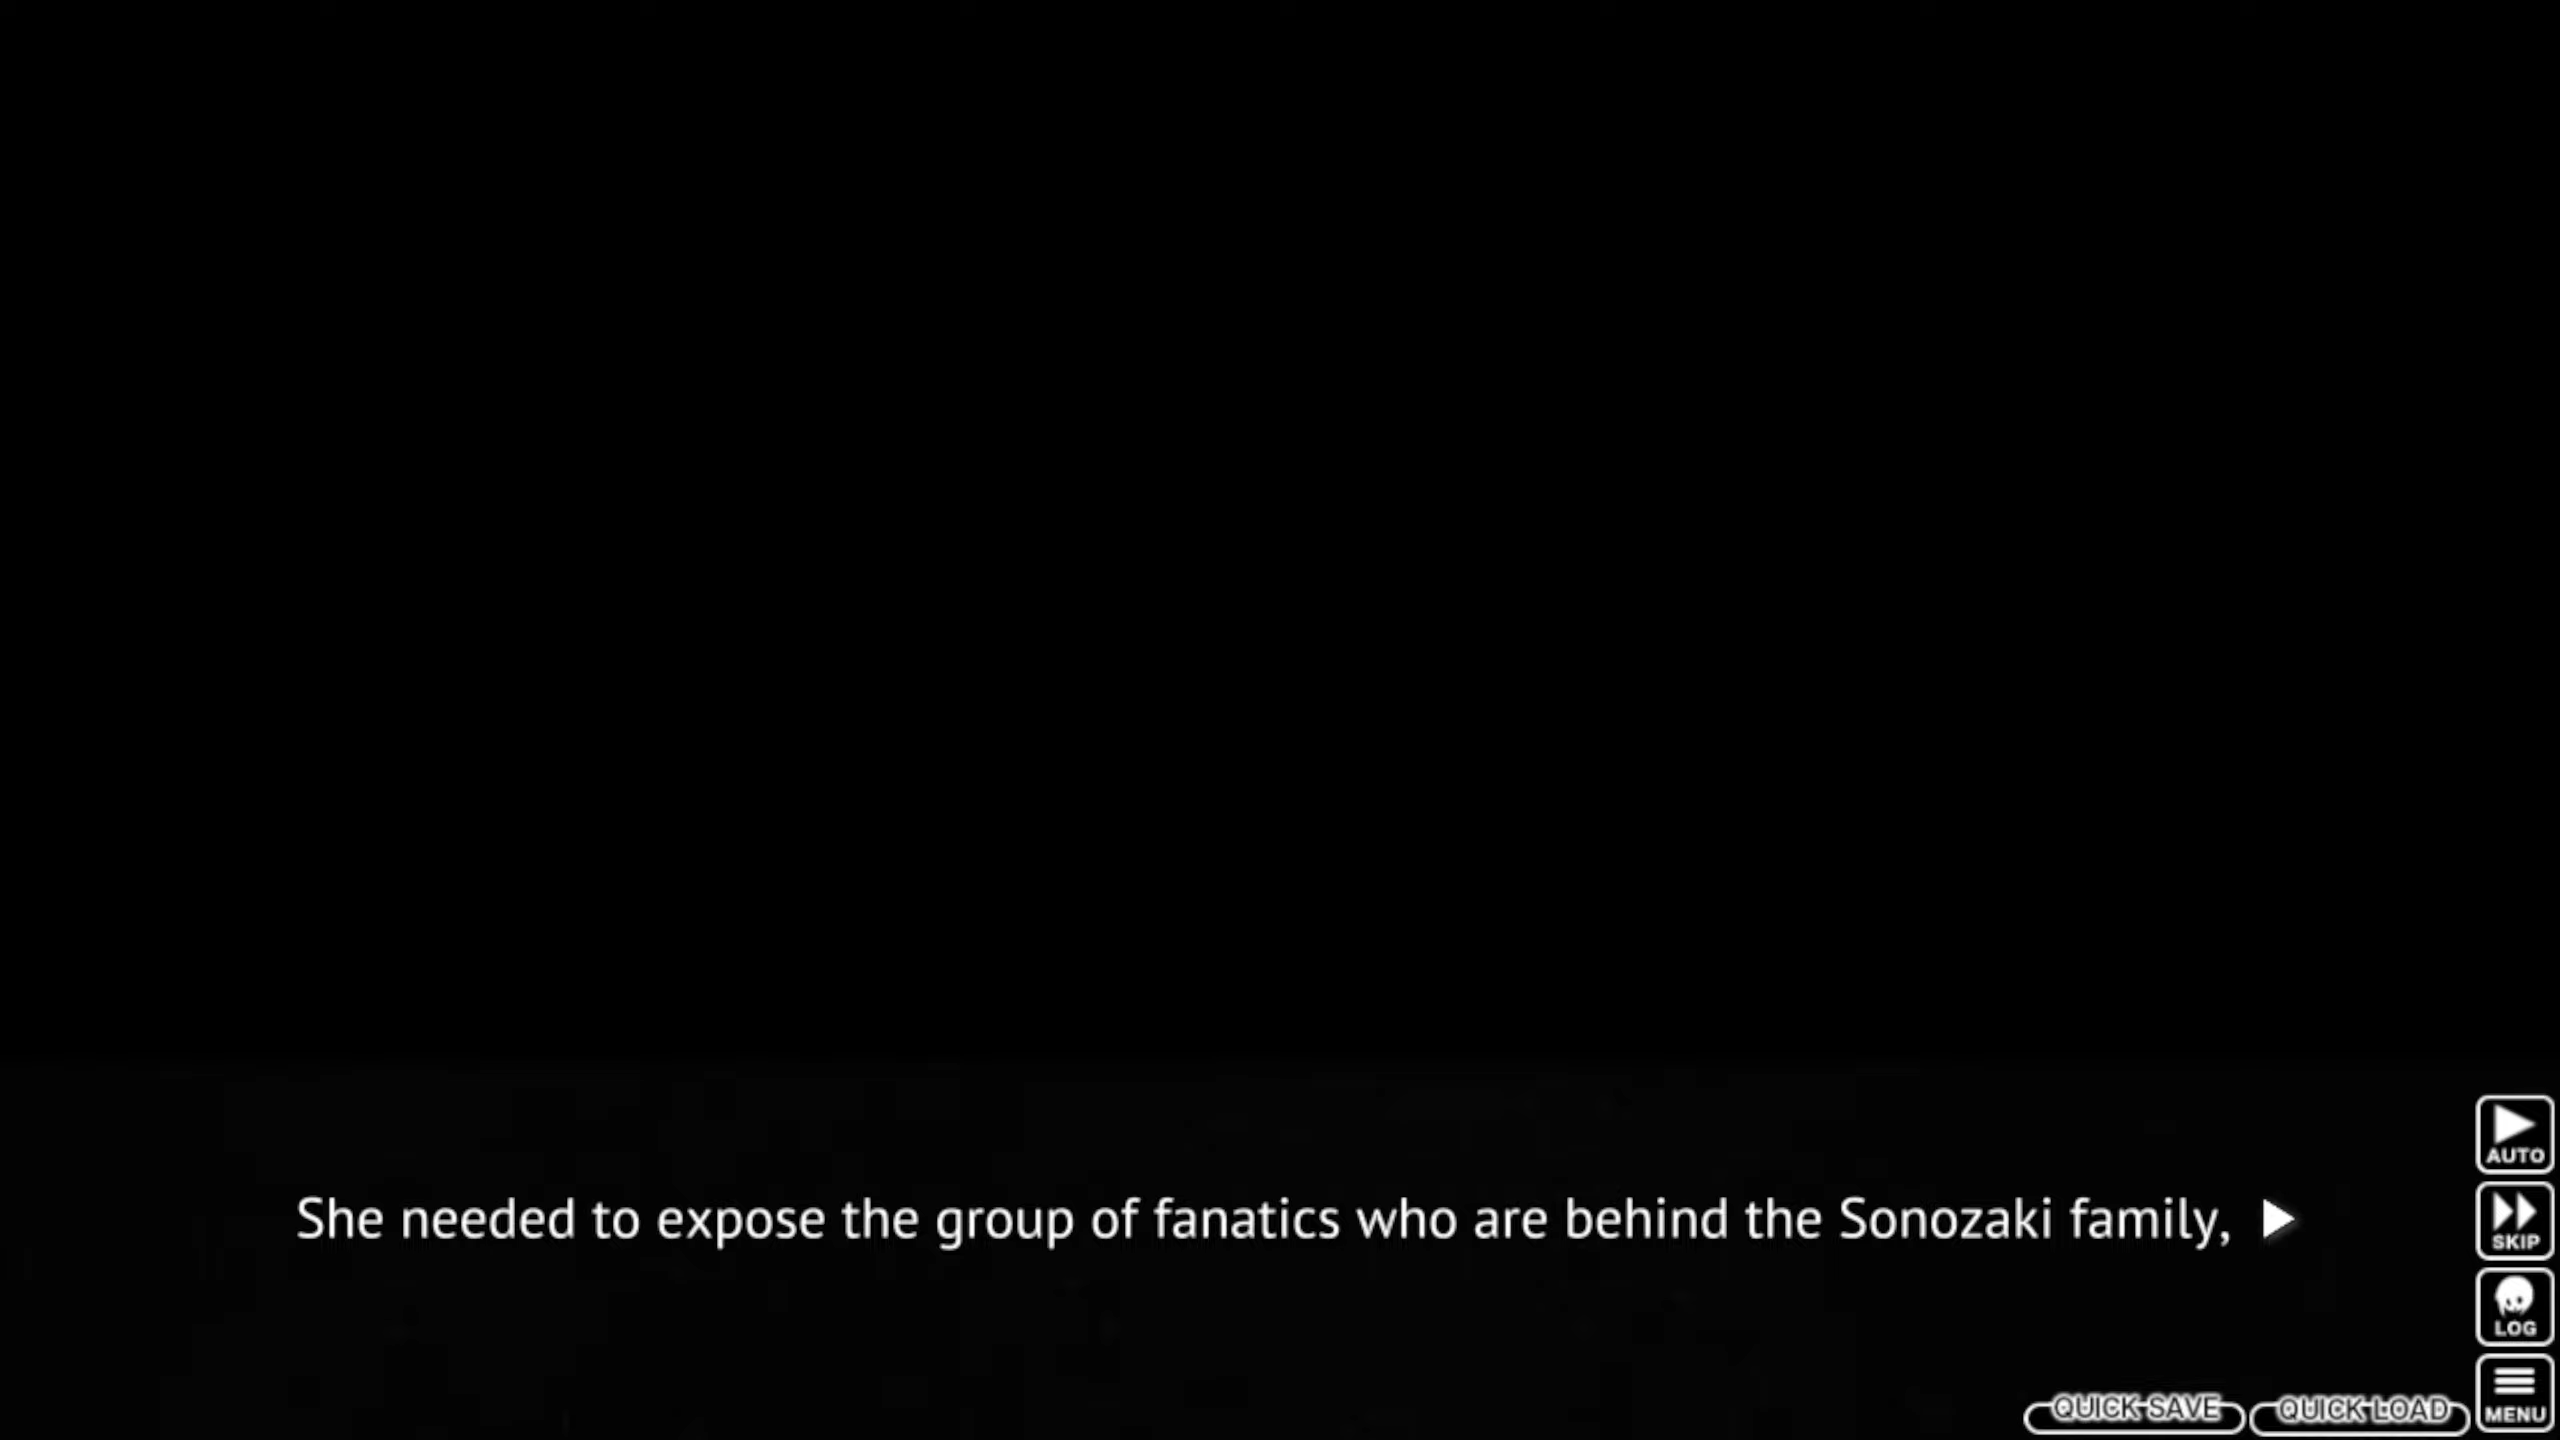 She needed to expose the group of fanatics who are behind the Sonozaki family,
AUTO
SKIP
LOG
MENU
QUICK SAVE
QUICK LOAD